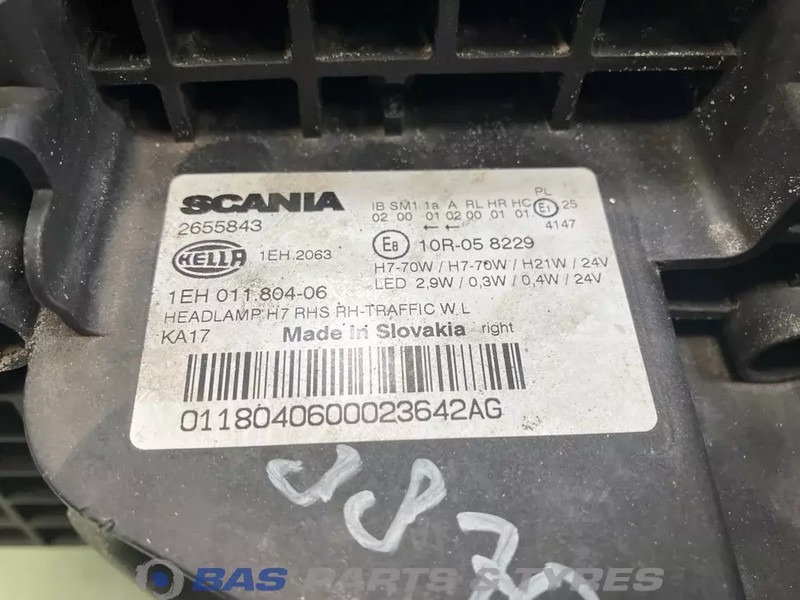 SCANIA
2655843
HELLA
1EH.2063
1EH 011.804-06
HEADLAMP H7 RHS RH-TRAFFIC W.L
KA17
Made in Slovakia right
IB SM1 1a A RL HR HC PL
02 00 01 02 00 01 01 E1 25
← ← 4147
E8 10R-05 8229
H7-70W / H7-70W / H21W / 24V
LED 2,9W / 0,3W / 0,4W / 24V
0118040600023642AG
BAS PARTS & TYRES